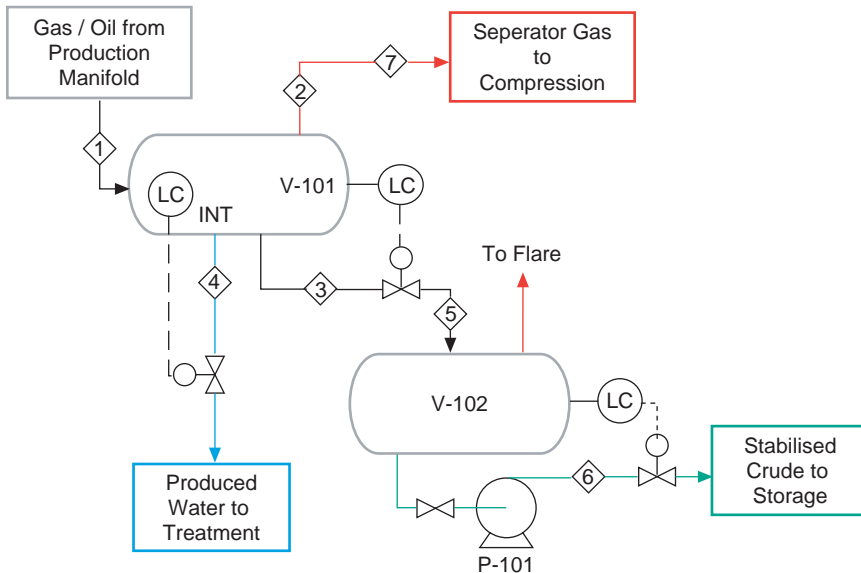 Gas / Oil from
Production
Manifold
Seperator Gas
to
Compression
7
2
1
LC
INT
V-101
LC
4
3
5
To Flare
V-102
LC
Produced
Water to
Treatment
6
P-101
Stabilised
Crude to
Storage